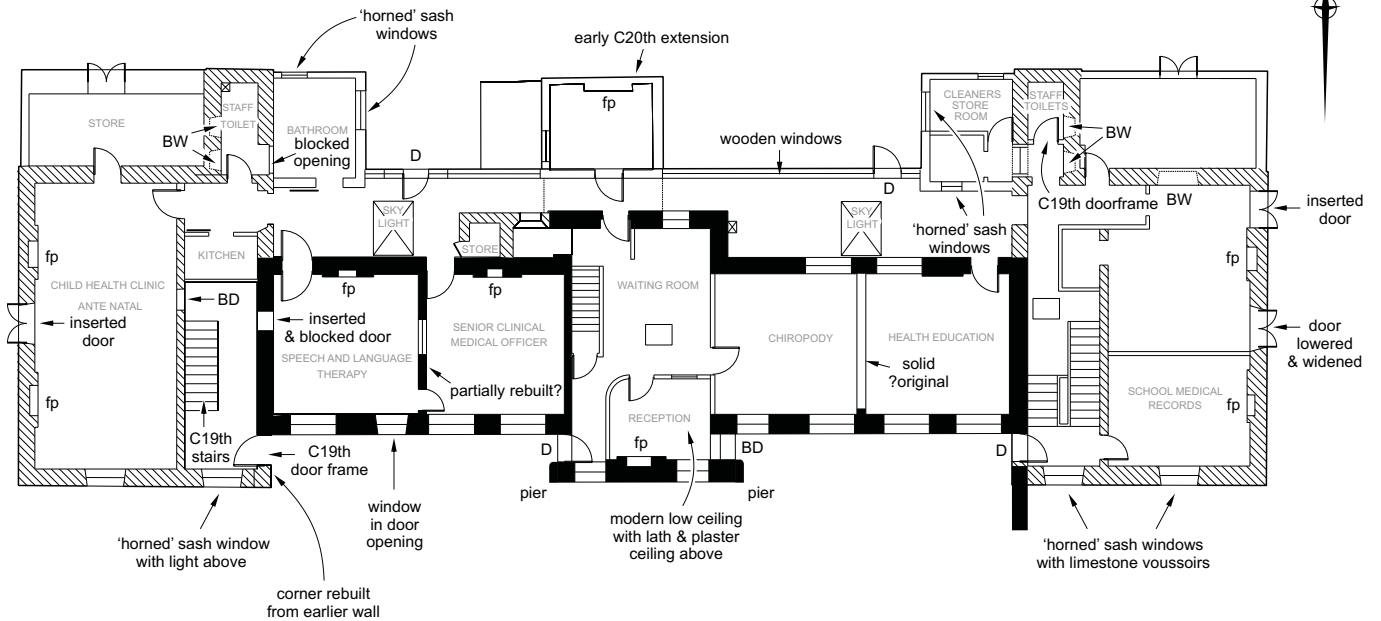 ‘horned’ sash
windows
early C20th extension
fp
STORE
STAFF
TOILET
BW
blocked
opening
BATHROOM
D
wooden windows
D
CLEANERS
STORE
ROOM
STAFF
TOILETS
BW
C19th doorframe
BW
inserted
door
‘horned’ sash
windows
SKY
LIGHT
STORE
SKY
LIGHT
KITCHEN
fp
CHILD HEALTH CLINIC
ANTE NATAL
BD
inserted
door
fp
fp
inserted
& blocked door
SPEECH AND LANGUAGE
THERAPY
fp
SENIOR CLINICAL
MEDICAL OFFICER
partially rebuilt?
WAITING ROOM
CHIROPODY
HEALTH EDUCATION
solid
?original
fp
door
lowered
& widened
SCHOOL MEDICAL
RECORDS
fp
RECEPTION
fp
C19th
stairs
C19th
door frame
D
BD
D
pier
pier
window
in door
opening
modern low ceiling
with lath & plaster
ceiling above
‘horned’ sash window
with light above
corner rebuilt
from earlier wall
‘horned’ sash windows
with limestone voussoirs